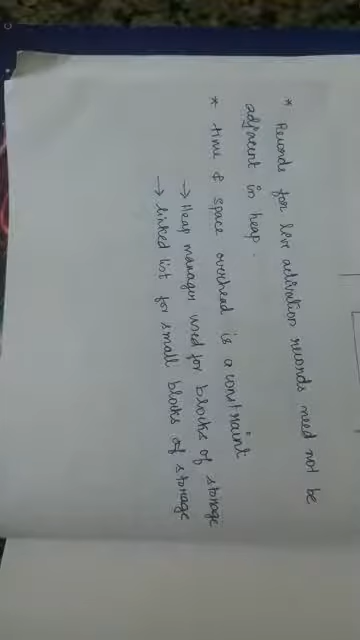 * Records for live activation records need not be
adjacent in heap.
* time & space overhead is a constraint
→ Heap manager used for blocks of storage
→ linked list for small blocks of storage